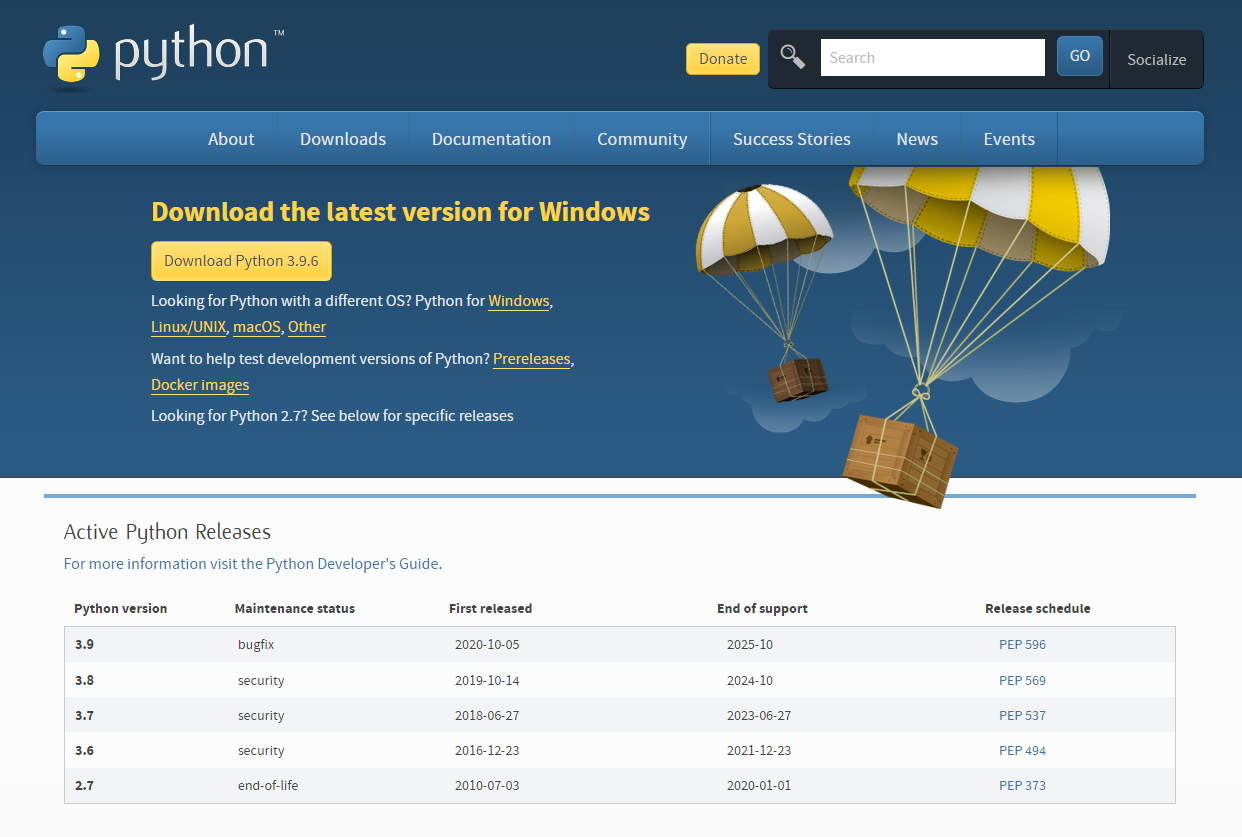 python™
Donate
Search
GO
Socialize
About Downloads Documentation Community Success Stories News Events
Download the latest version for Windows
Download Python 3.9.6
Looking for Python with a different OS? Python for Windows,
Linux/UNIX, macOS, Other
Want to help test development versions of Python? Prereleases,
Docker images
Looking for Python 2.7? See below for specific releases
Active Python Releases
For more information visit the Python Developer's Guide.
Python version Maintenance status First released End of support Release schedule
3.9 bugfix 2020-10-05 2025-10 PEP 596
3.8 security 2019-10-14 2024-10 PEP 569
3.7 security 2018-06-27 2023-06-27 PEP 537
3.6 security 2016-12-23 2021-12-23 PEP 494
2.7 end-of-life 2010-07-03 2020-01-01 PEP 373